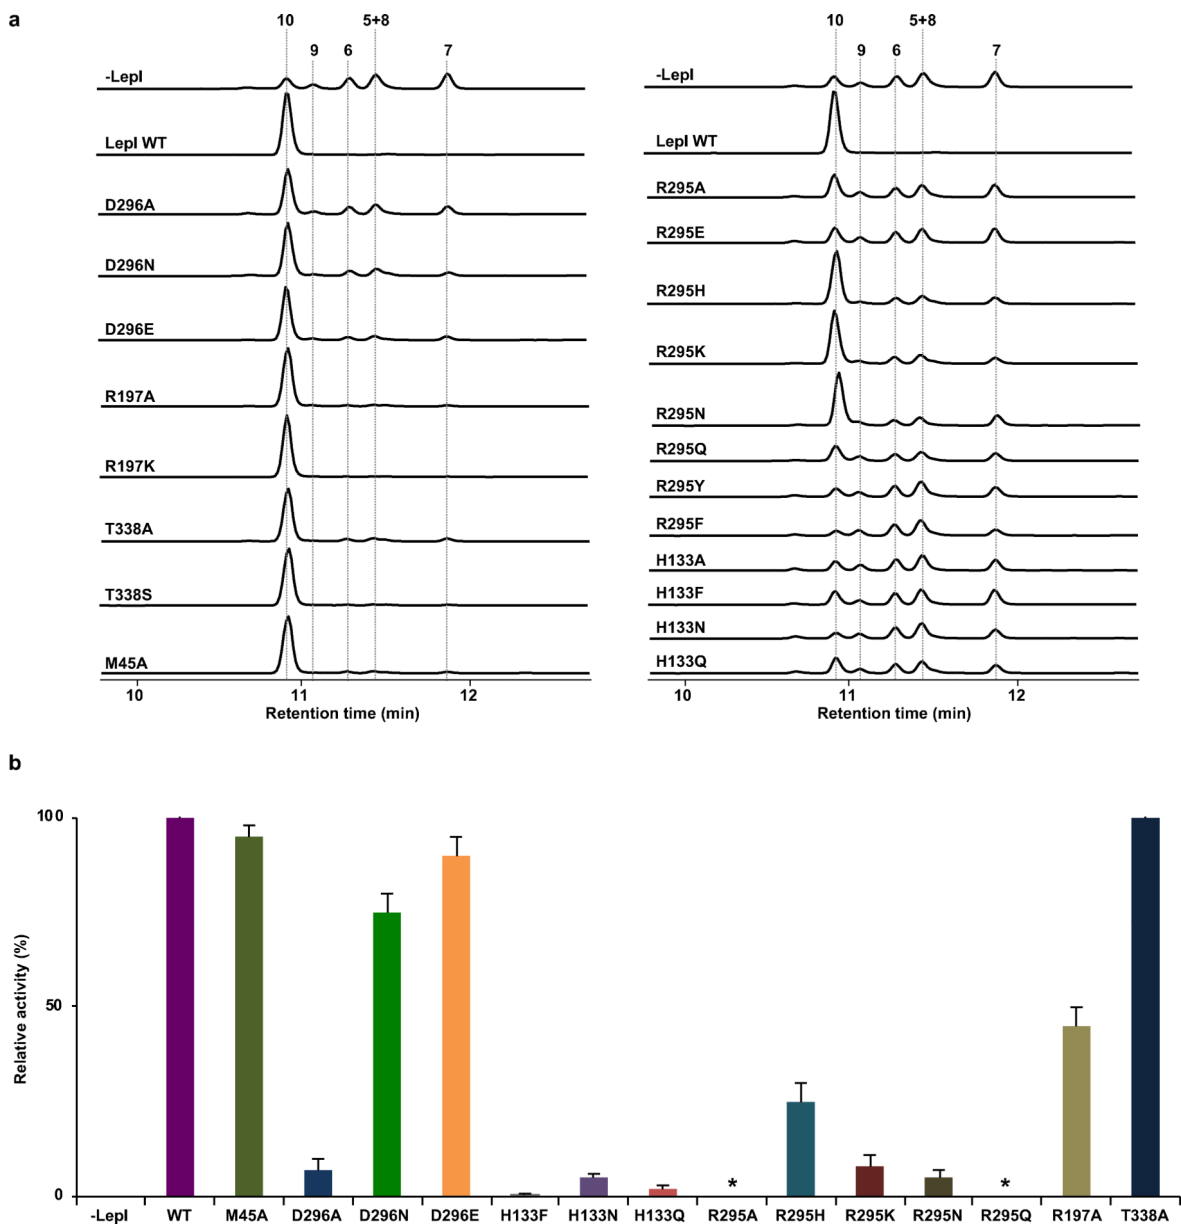 a
10 5+8
9 6 7
-LepI
LepI WT
D296A
D296N
D296E
R197A
R197K
T338A
T338S
M45A
10 11 12
Retention time (min)
10 5+8
9 6 7
-LepI
LepI WT
R295A
R295E
R295H
R295K
R295N
R295Q
R295Y
R295F
H133A
H133F
H133N
H133Q
10 11 12
Retention time (min)
b
Relative activity (%)
100
50
0
* *
-LepI WT M45A D296A D296N D296E H133F H133N H133Q R295A R295H R295K R295N R295Q R197A T338A